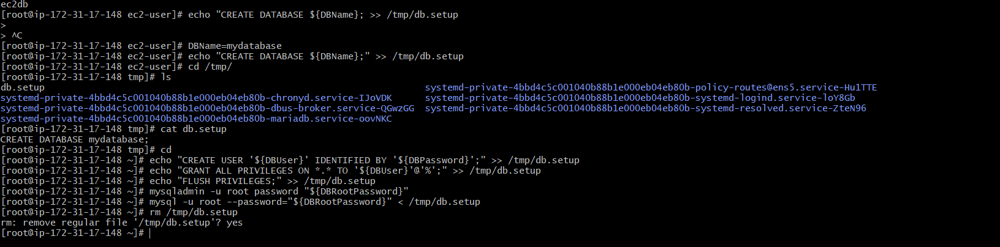 ec2db
[root@ip-172-31-17-148 ec2-user]# echo "CREATE DATABASE ${DBName}; >> /tmp/db.setup
>
> ^C
[root@ip-172-31-17-148 ec2-user]# DBName=mydatabase
[root@ip-172-31-17-148 ec2-user]# echo "CREATE DATABASE ${DBName};" >> /tmp/db.setup
[root@ip-172-31-17-148 ec2-user]# cd /tmp/
[root@ip-172-31-17-148 tmp]# ls
db.setup systemd-private-4bbd4c5c001040b88b1e000eb04eb80b-policy-routes@ens5.service-Hu1TTE
systemd-private-4bbd4c5c001040b88b1e000eb04eb80b-chronyd.service-IJoVDK systemd-private-4bbd4c5c001040b88b1e000eb04eb80b-systemd-logind.service-loY8Gb
systemd-private-4bbd4c5c001040b88b1e000eb04eb80b-dbus-broker.service-QGwzGG systemd-private-4bbd4c5c001040b88b1e000eb04eb80b-systemd-resolved.service-ZteN96
systemd-private-4bbd4c5c001040b88b1e000eb04eb80b-mariadb.service-oovNKC
[root@ip-172-31-17-148 tmp]# cat db.setup
CREATE DATABASE mydatabase;
[root@ip-172-31-17-148 tmp]# cd
[root@ip-172-31-17-148 ~]# echo "CREATE USER '${DBUser}' IDENTIFIED BY '${DBPassword}';" >> /tmp/db.setup
[root@ip-172-31-17-148 ~]# echo "GRANT ALL PRIVILEGES ON *.* TO '${DBUser}'@'%';" >> /tmp/db.setup
[root@ip-172-31-17-148 ~]# echo "FLUSH PRIVILEGES;" >> /tmp/db.setup
[root@ip-172-31-17-148 ~]# mysqladmin -u root password "${DBRootPassword}"
[root@ip-172-31-17-148 ~]# mysql -u root --password="${DBRootPassword}" < /tmp/db.setup
[root@ip-172-31-17-148 ~]# rm /tmp/db.setup
rm: remove regular file '/tmp/db.setup'? yes
[root@ip-172-31-17-148 ~]#